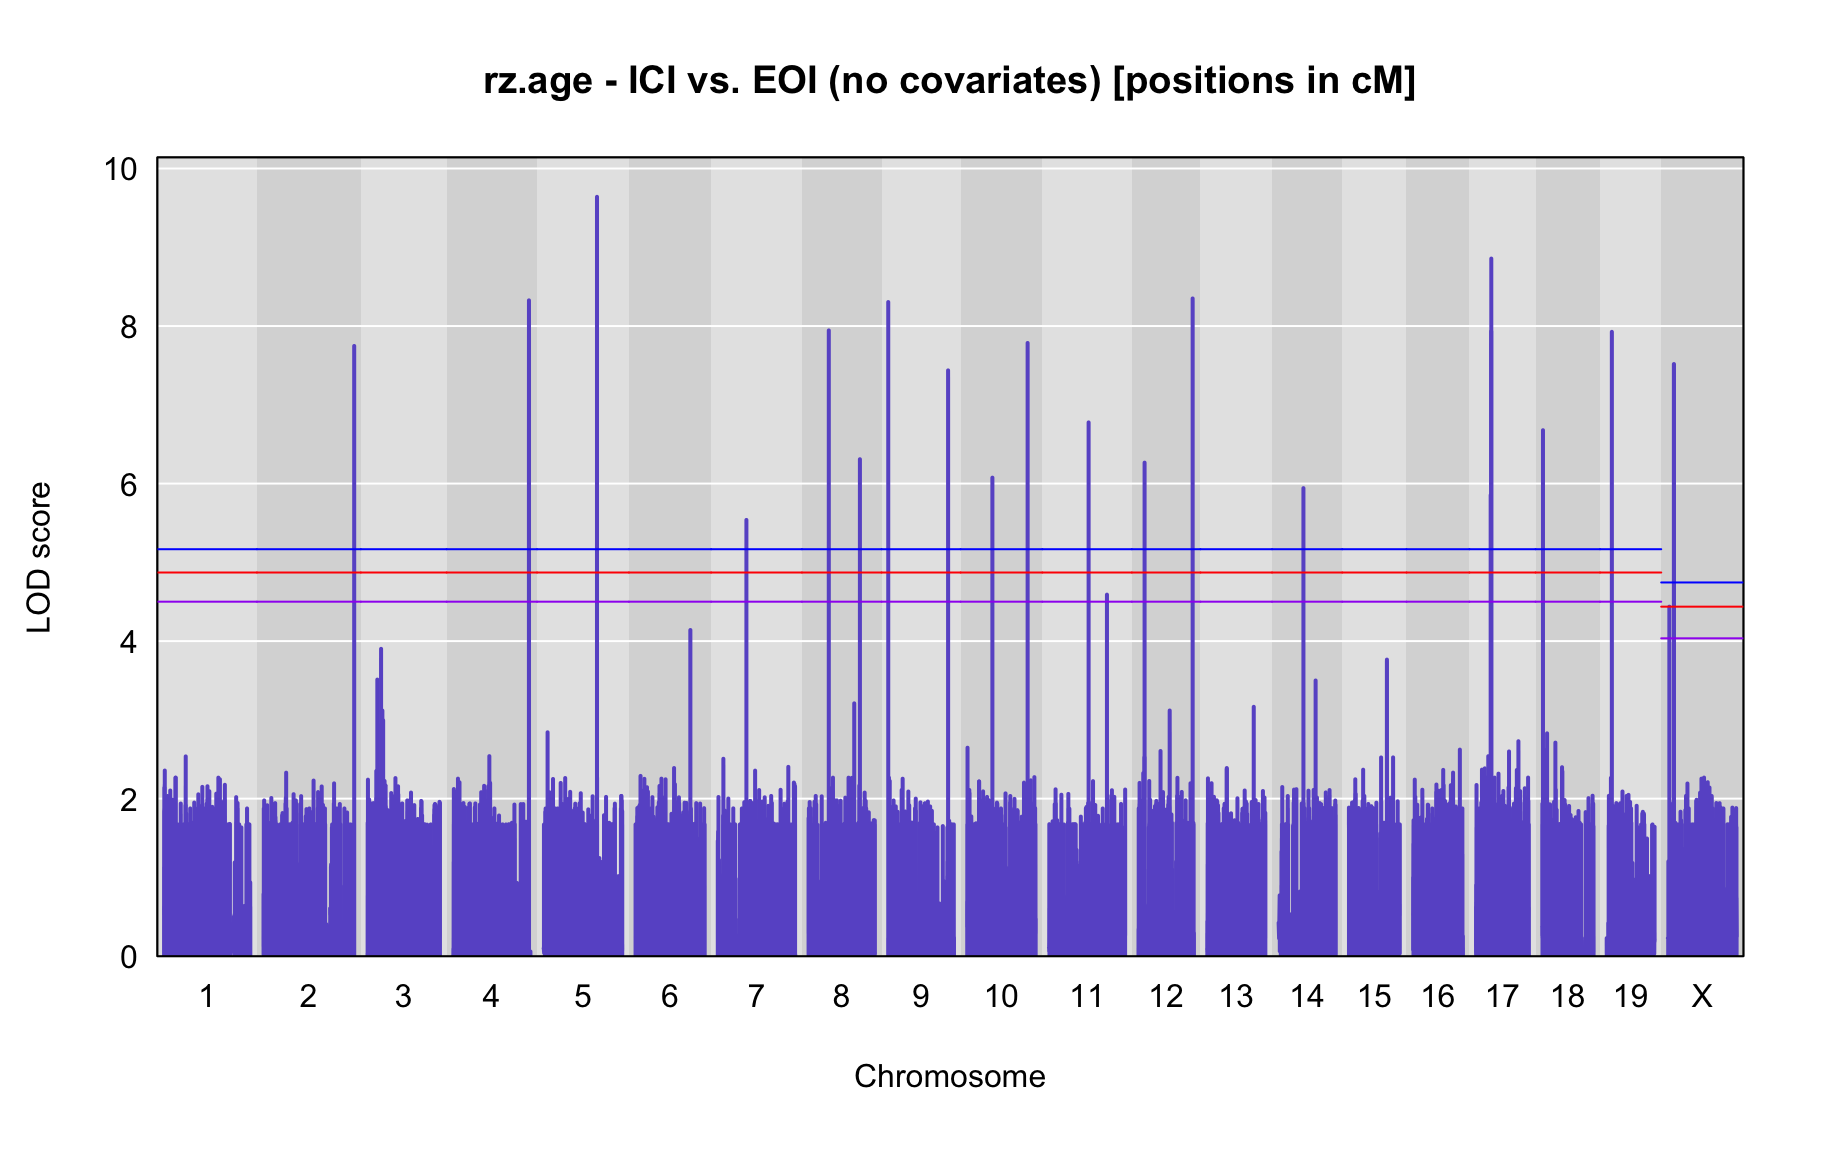 rz.age - ICI vs. EOI (no covariates) [positions in cM]
10
8
6
4
2
0
LOD score
1 2 3 4 5 6 7 8 9 10 11 12 13 14 15 16 17 18 19 X
Chromosome